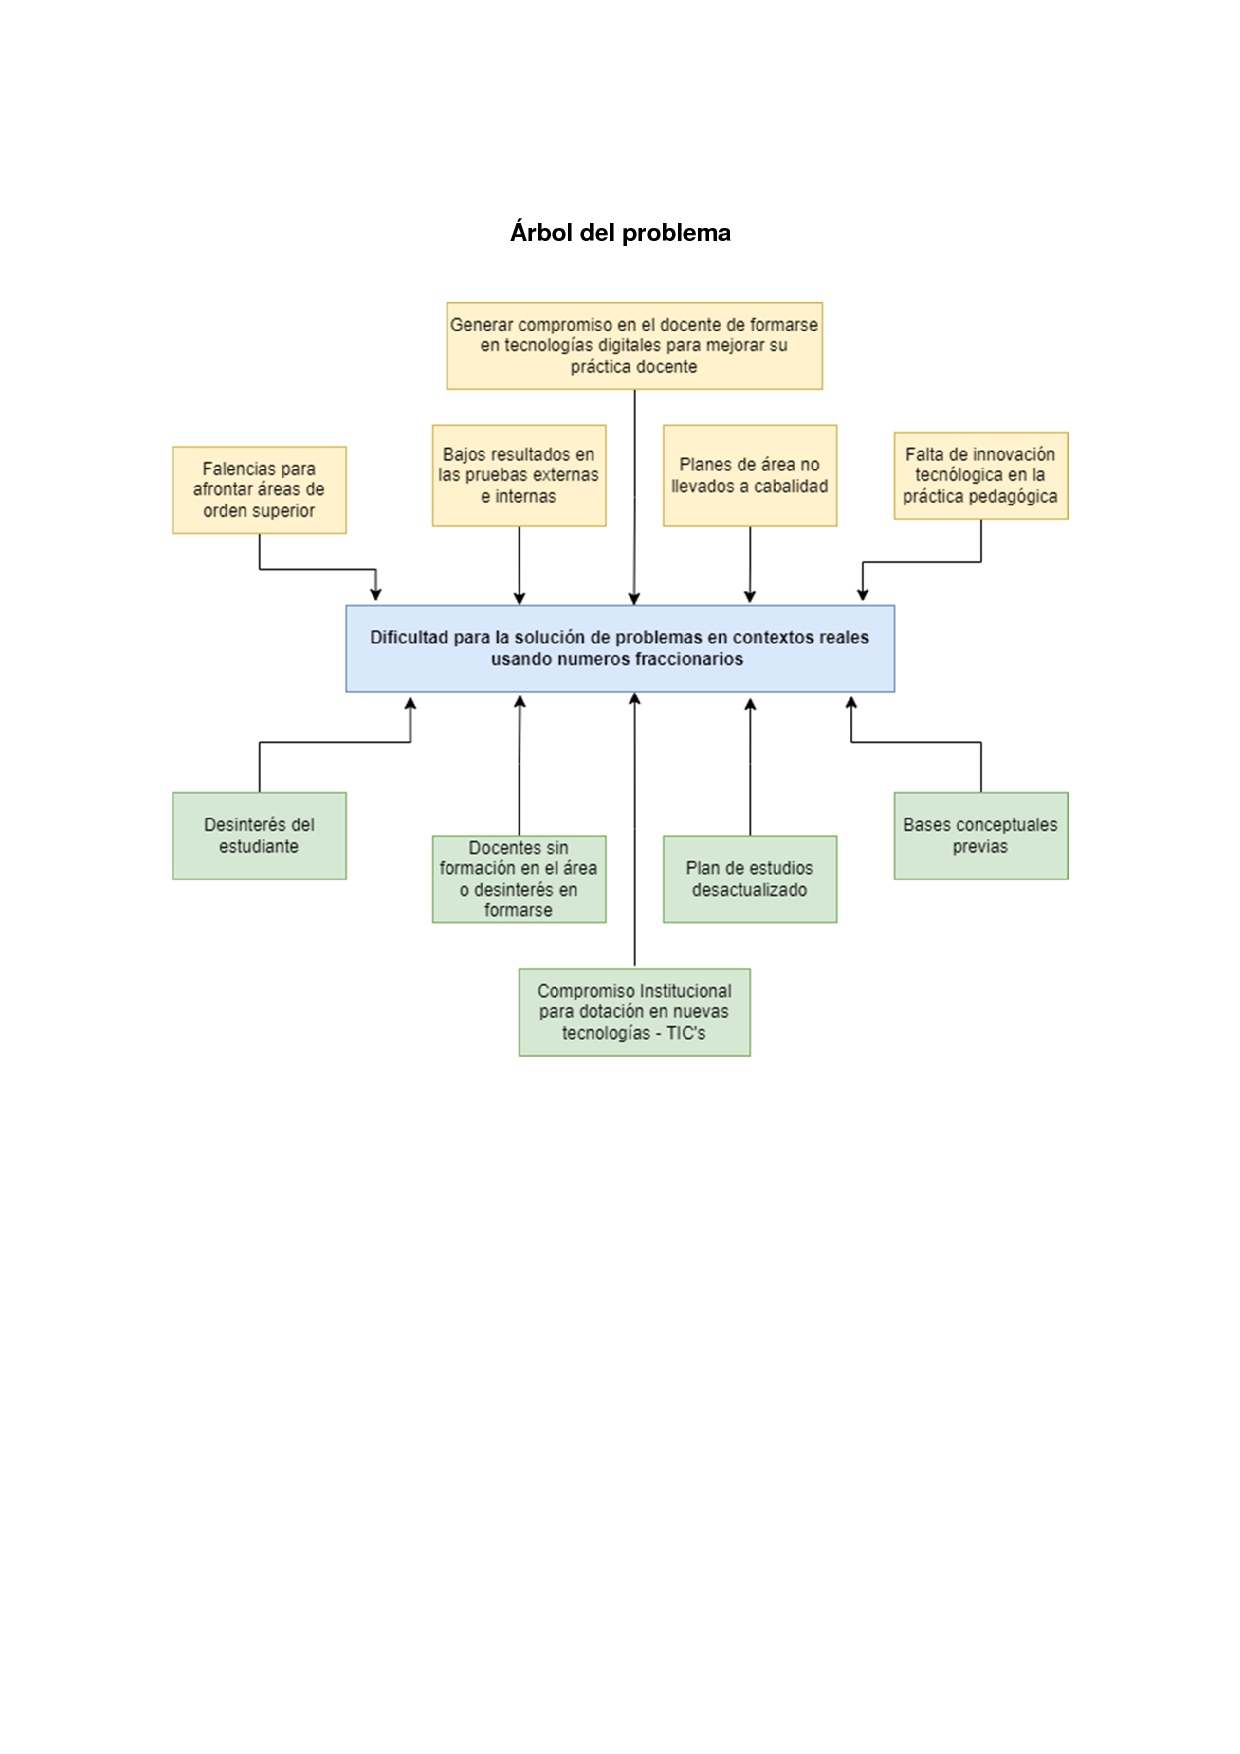 Árbol del problema
Generar compromiso en el docente de formarse
en tecnologías digitales para mejorar su
práctica docente
Falencias para
afrontar áreas de
orden superior
Bajos resultados en
las pruebas externas
e internas
Planes de área no
llevados a cabalidad
Falta de innovación
tecnólogica en la
práctica pedagógica
Dificultad para la solución de problemas en contextos reales
usando numeros fraccionarios
Desinterés del
estudiante
Docentes sin
formación en el área
o desinterés en
formarse
Plan de estudios
desactualizado
Bases conceptuales
previas
Compromiso Institucional
para dotación en nuevas
tecnologías - TIC's